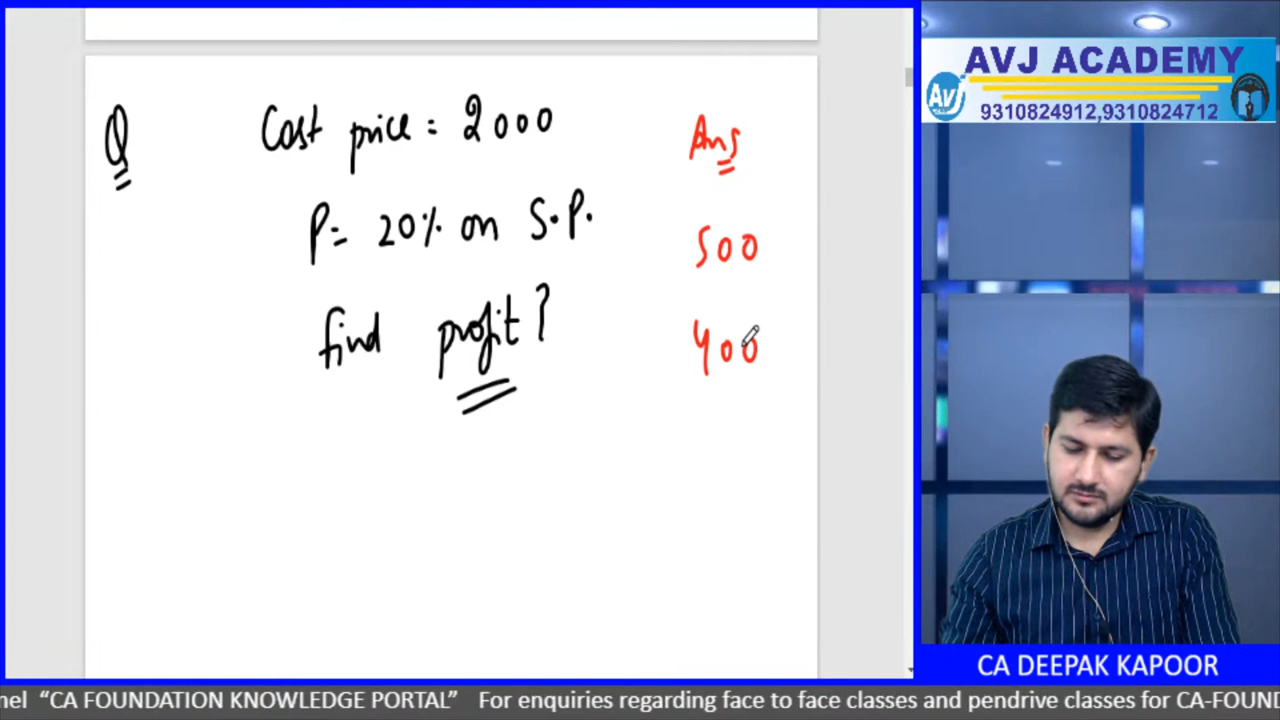 Q Cost price = 2000
P = 20% on S.P.
find profit?
Ans
500
400
AVJ ACADEMY
AV
9310824912,9310824712
CA DEEPAK KAPOOR
nel "CA FOUNDATION KNOWLEDGE PORTAL" For enquiries regarding face to face classes and pendrive classes for CA-FOUND